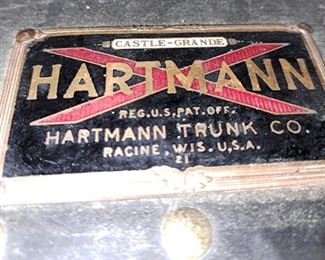 CASTLE-GRANDE
HARTMANN
REG. U.S. PAT. OFF.
HARTMANN TRUNK CO.
RACINE, WIS. U.S.A.
21